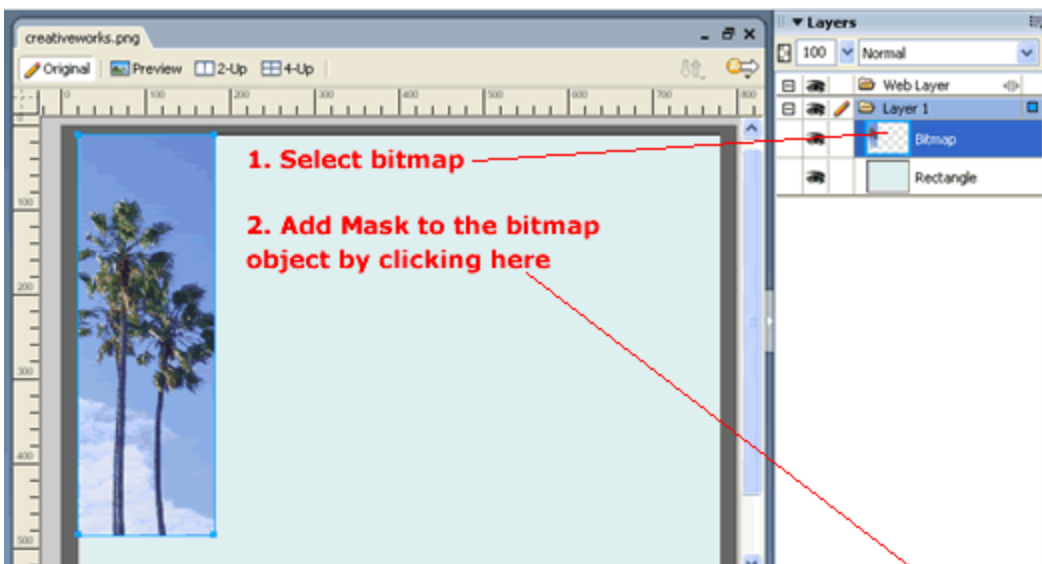 creativeworks.png
Original Preview 2-Up 4-Up
0 100 200 300 400 500 600 700 800
0
100
200
300
400
500
1. Select bitmap
2. Add Mask to the bitmap
object by clicking here
Layers
100 Normal
Web Layer
Layer 1
Bitmap
Rectangle